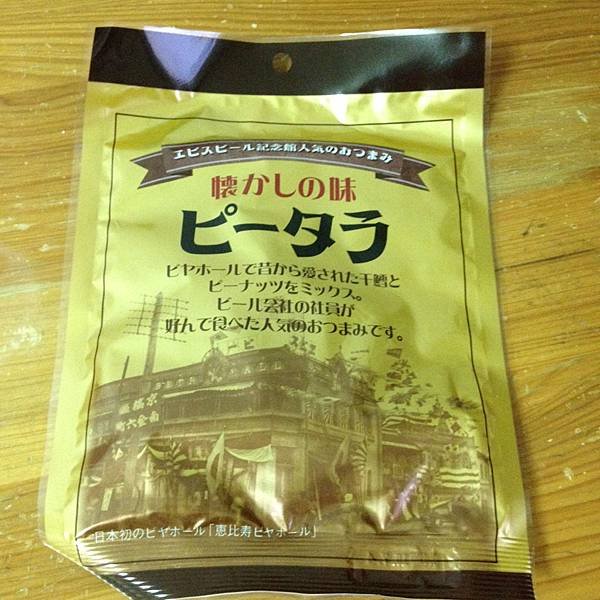 ヱビスビール記念館人気のおつまみ
懐かしの味
ピータラ
ビヤホールで昔から愛された干鱈と
ピーナッツをミックス。
ビール会社の社員が
好んで食べた人気のおつまみです。
日本初のビヤホール「恵比寿ビヤホール」